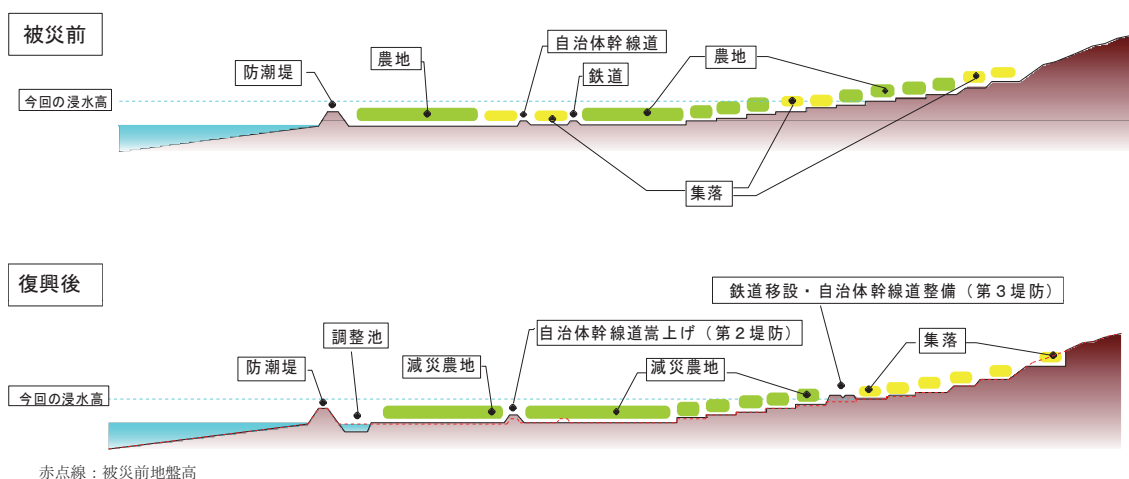 被災前
自治体幹線道
農地
農地
防潮堤
鉄道
今回の浸水高
集落
復興後
鉄道移設・自治体幹線道整備（第３堤防）
調整池
自治体幹線道嵩上げ（第２堤防）
集落
防潮堤
減災農地
減災農地
今回の浸水高
赤点線：被災前地盤高